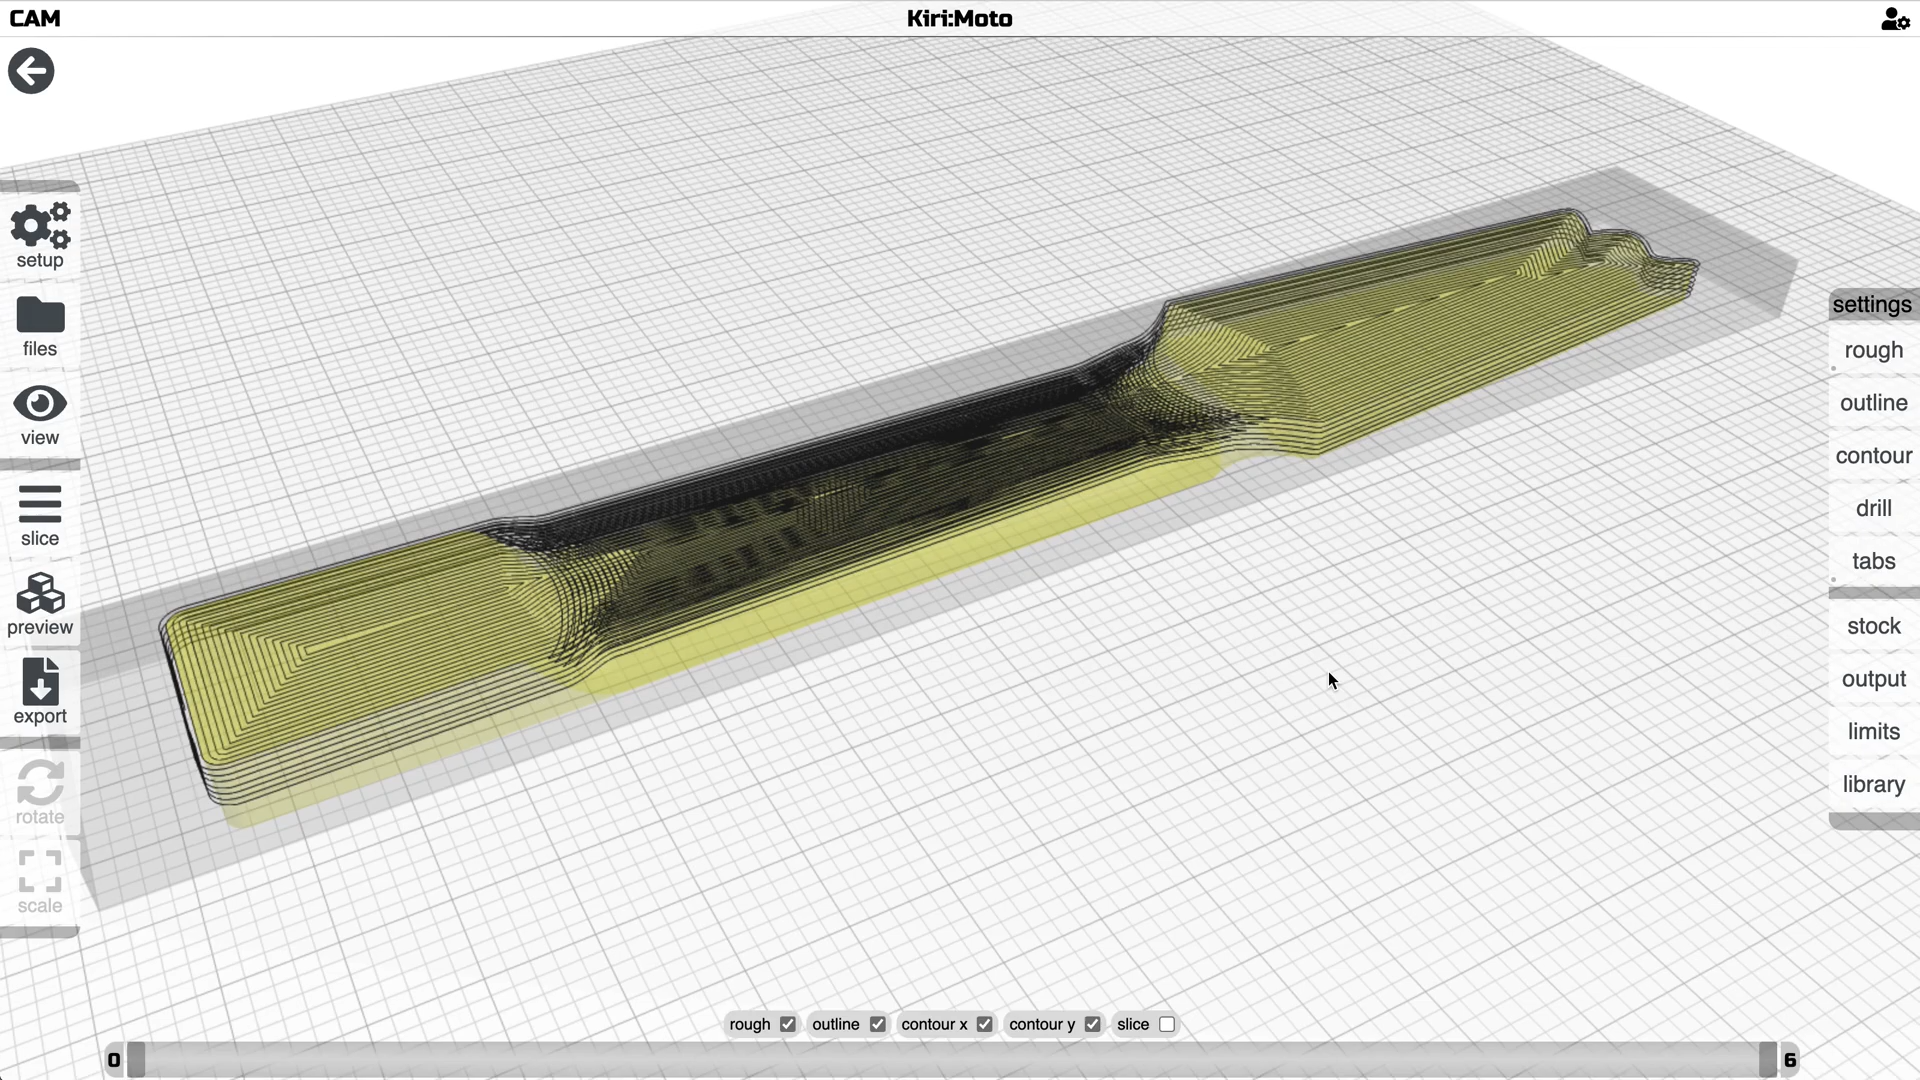 CAM
Kiri:Moto
setup
files
view
slice
preview
export
rotate
scale
settings
rough
outline
contour
drill
tabs
stock
output
limits
library
rough outline contour x contour y slice
0 6